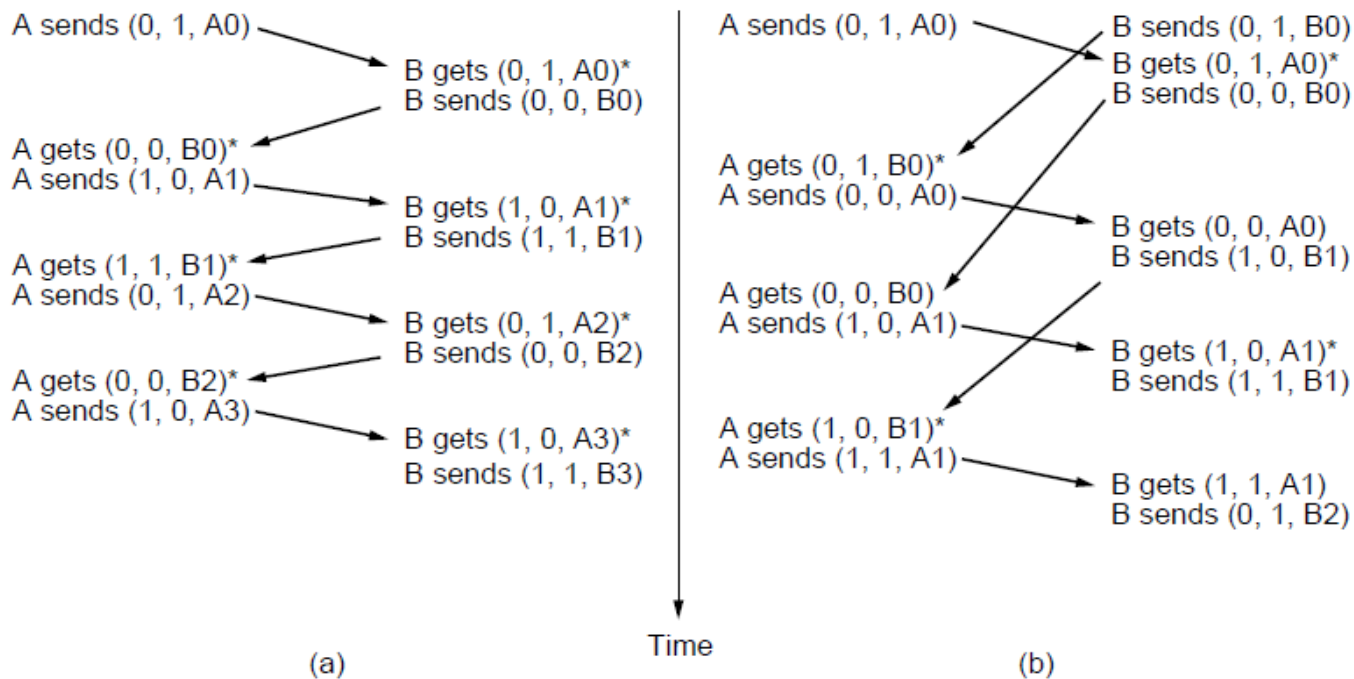 A sends (0, 1, A0)
B gets (0, 1, A0)*
B sends (0, 0, B0)
A gets (0, 0, B0)*
A sends (1, 0, A1)
B gets (1, 0, A1)*
B sends (1, 1, B1)
A gets (1, 1, B1)*
A sends (0, 1, A2)
B gets (0, 1, A2)*
B sends (0, 0, B2)
A gets (0, 0, B2)*
A sends (1, 0, A3)
B gets (1, 0, A3)*
B sends (1, 1, B3)
(a)
Time
A sends (0, 1, A0)
B sends (0, 1, B0)
B gets (0, 1, A0)*
B sends (0, 0, B0)
A gets (0, 1, B0)*
A sends (0, 0, A0)
B gets (0, 0, A0)
B sends (1, 0, B1)
A gets (0, 0, B0)
A sends (1, 0, A1)
B gets (1, 0, A1)*
B sends (1, 1, B1)
A gets (1, 0, B1)*
A sends (1, 1, A1)
B gets (1, 1, A1)
B sends (0, 1, B2)
(b)